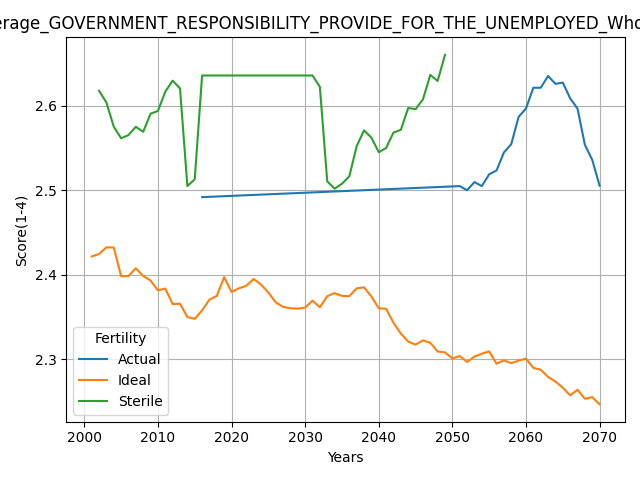 erage_GOVERNMENT_RESPONSIBILITY_PROVIDE_FOR_THE_UNEMPLOYED_Who
2.6
2.5
2.4
2.3
Score(1-4)
Fertility
Actual
Ideal
Sterile
2000 2010 2020 2030 2040 2050 2060 2070
Years